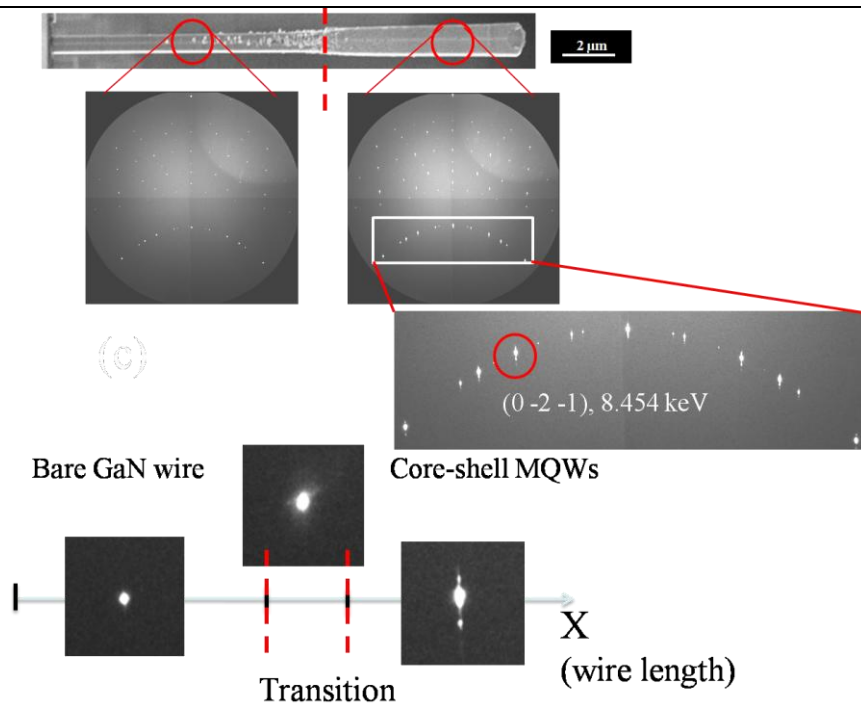 2 µm
(c)
(0 -2 -1), 8.454 keV
Bare GaN wire
Core-shell MQWs
X
(wire length)
Transition